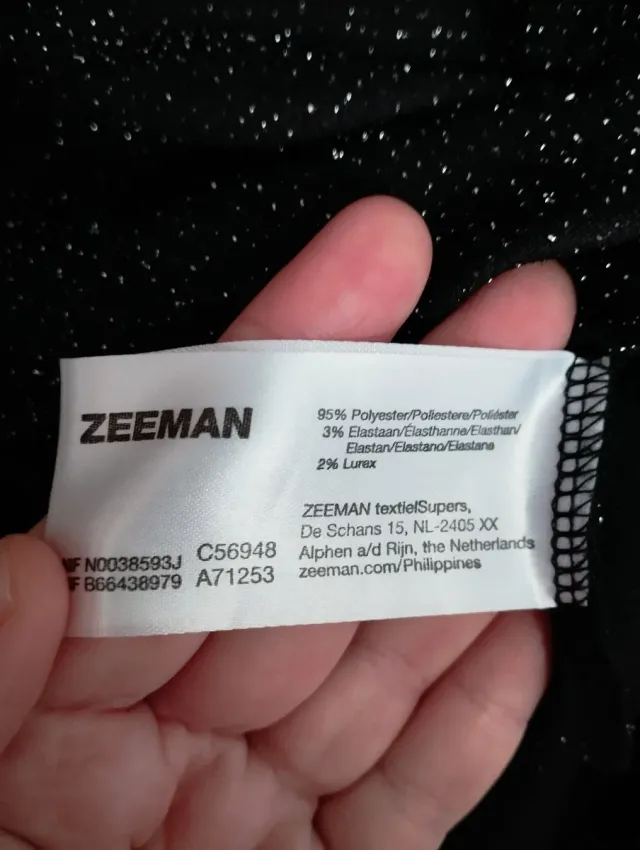 ZEEMAN
95% Polyester/Poliestere/Poliéster
3% Elastaan/Élasthanne/Elasthan/
Elastan/Elastano/Elastane
2% Lurex
ZEEMAN textielSupers,
De Schans 15, NL-2405 XX
Alphen a/d Rijn, the Netherlands
zeeman.com/Philippines
N0038593J C56948
B66438979 A71253